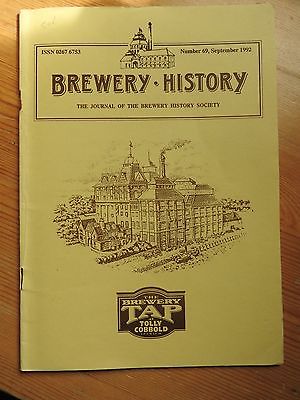 ISSN 0267 6753
Number 69, September 1992
BREWERY · HISTORY
THE JOURNAL OF THE BREWERY HISTORY SOCIETY
THE
BREWERY
TAP
TOLLY
COBBOLD